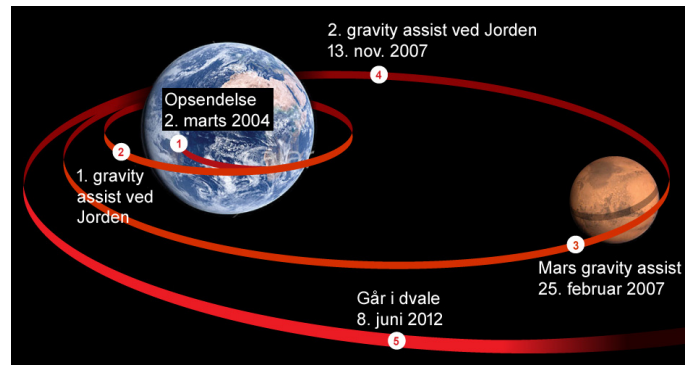 Opsendelse
2. marts 2004
1
2
1. gravity
assist ved
Jorden
3
Mars gravity assist
25. februar 2007
2. gravity assist ved Jorden
13. nov. 2007
4
Går i dvale
8. juni 2012
5